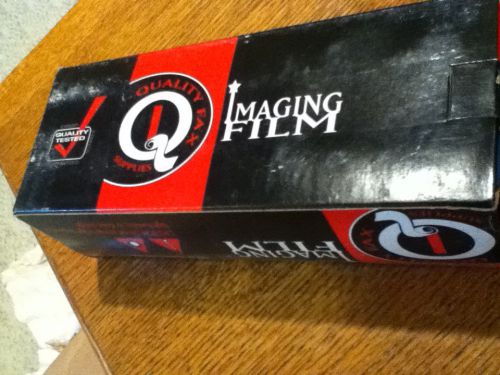 QUALITY
TESTED
QUALITY FAX
SUPPLIES
IMAGING
FILM
IMAGING
FILM